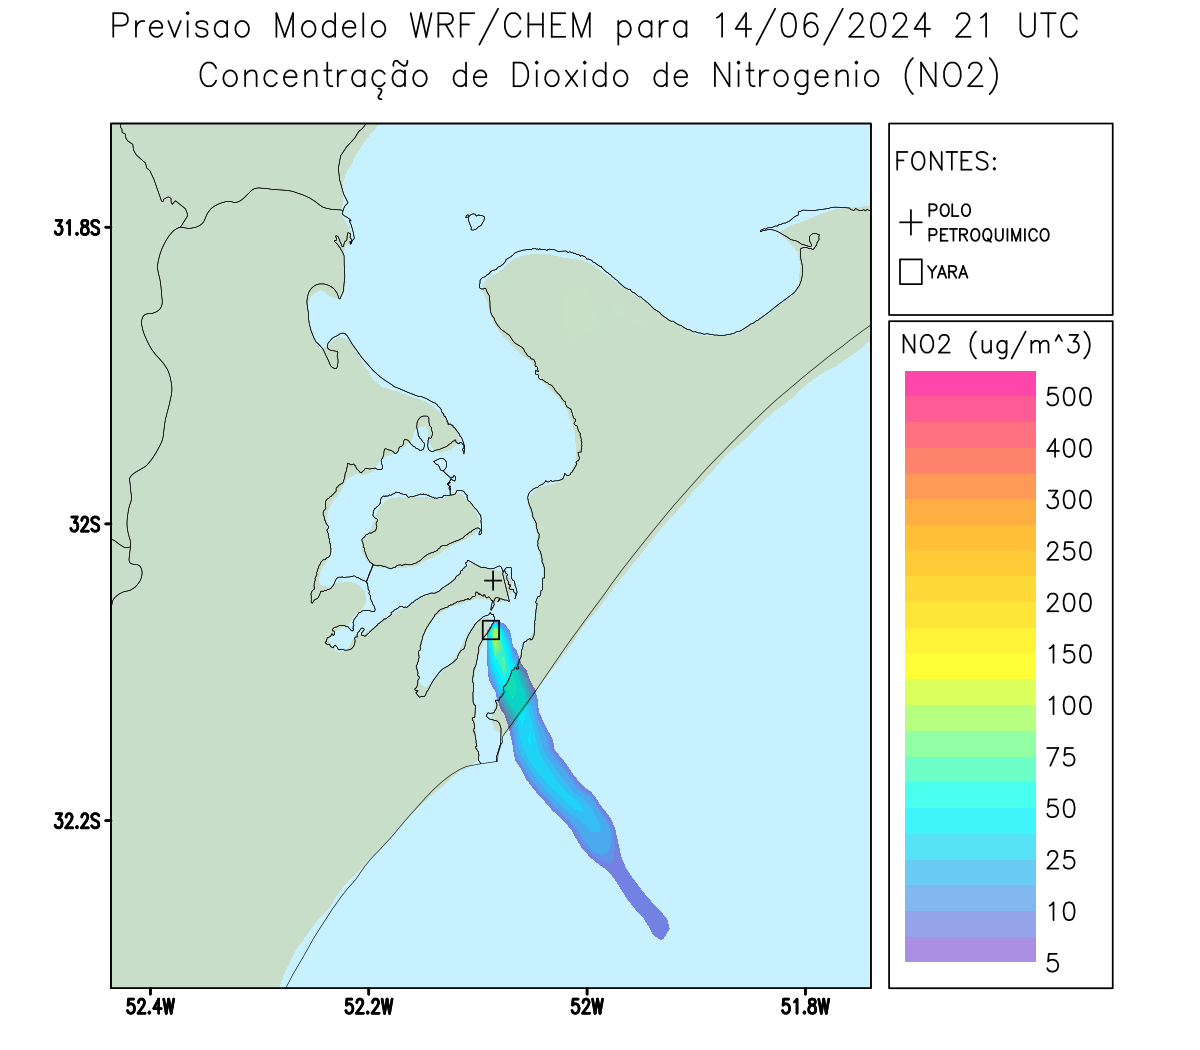 Previsao Modelo WRF/CHEM para 14/06/2024 21 UTC
Concentração de Dioxido de Nitrogenio (NO2)
FONTES:
POLO
PETROQUIMICO
YARA
NO2 (ug/m^3)
500
400
300
250
200
150
100
75
50
25
10
5
31.8S
32S
32.2S
52.4W
52.2W
52W
51.8W